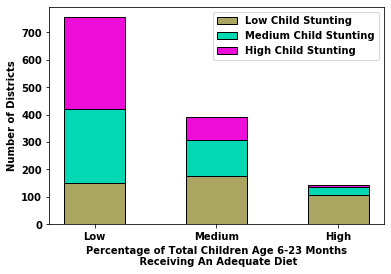 Low Child Stunting
Medium Child Stunting
High Child Stunting
Number of Districts
700
600
500
400
300
200
100
0
Low Medium High
Percentage of Total Children Age 6-23 Months
Receiving An Adequate Diet